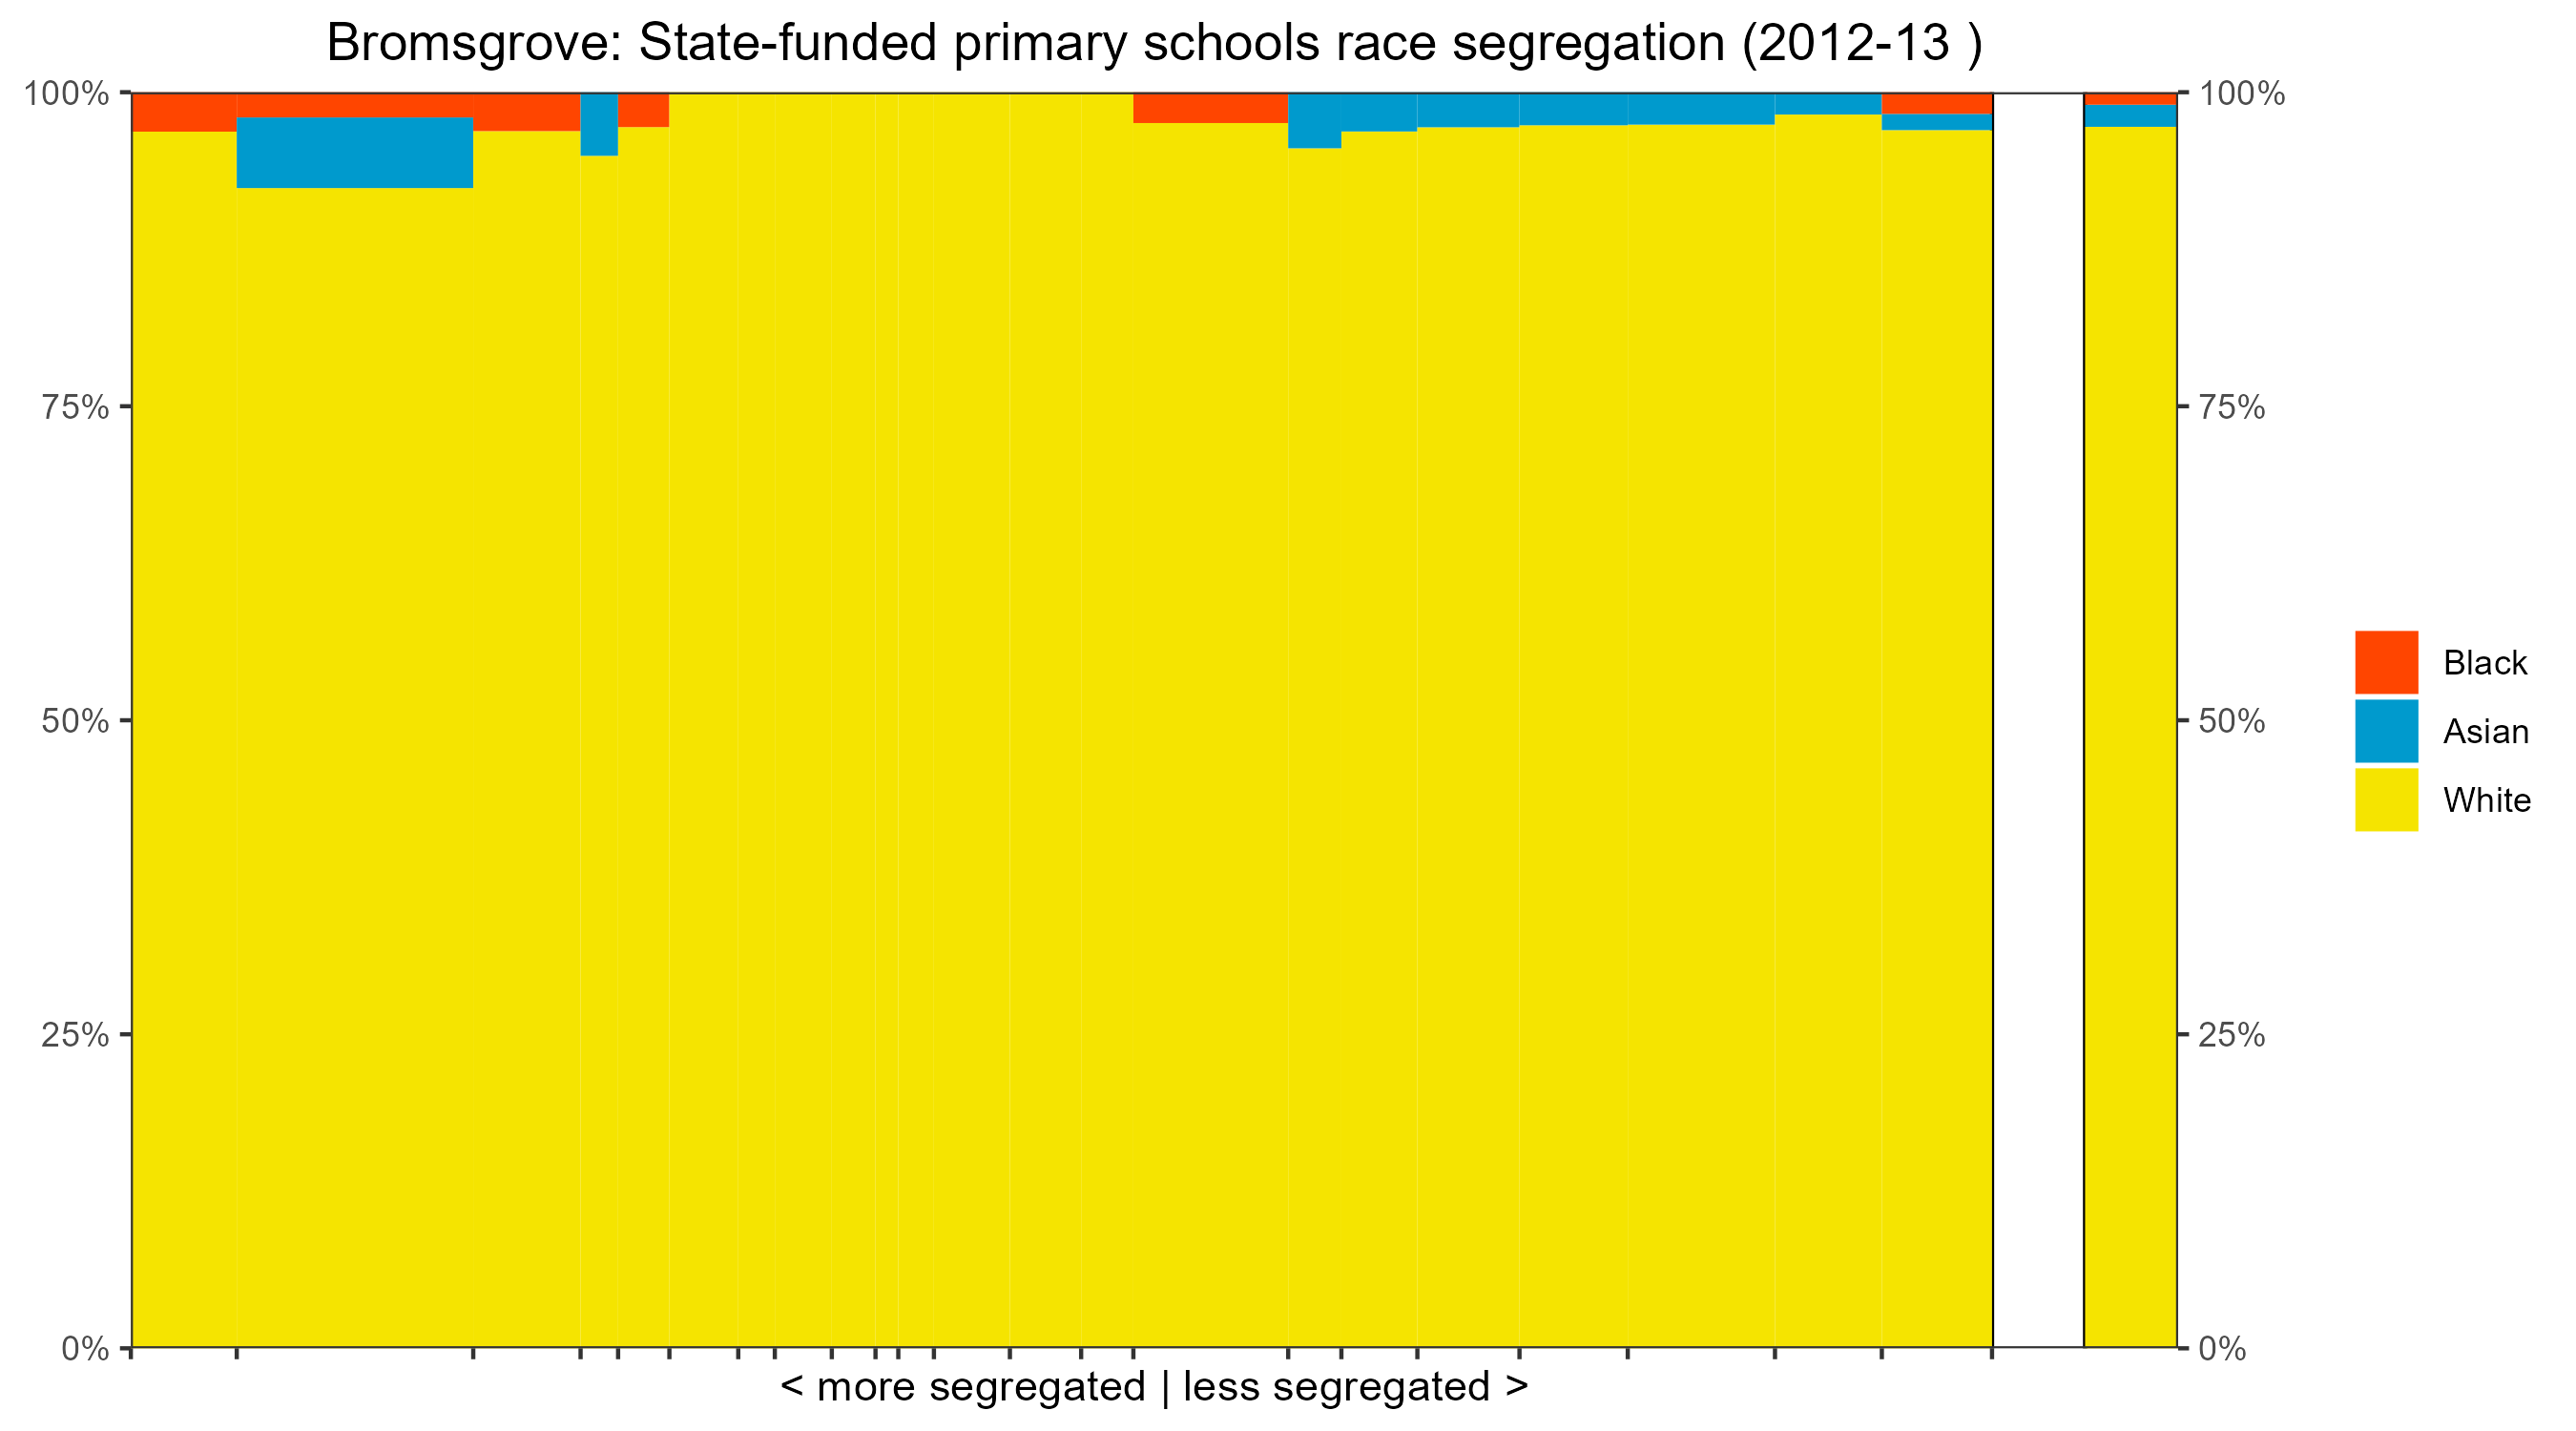 Bromsgrove: State-funded primary schools race segregation (2012-13 )
100%
75%
50%
25%
0%
100%
75%
50%
25%
0%
Black
Asian
White
< more segregated | less segregated >